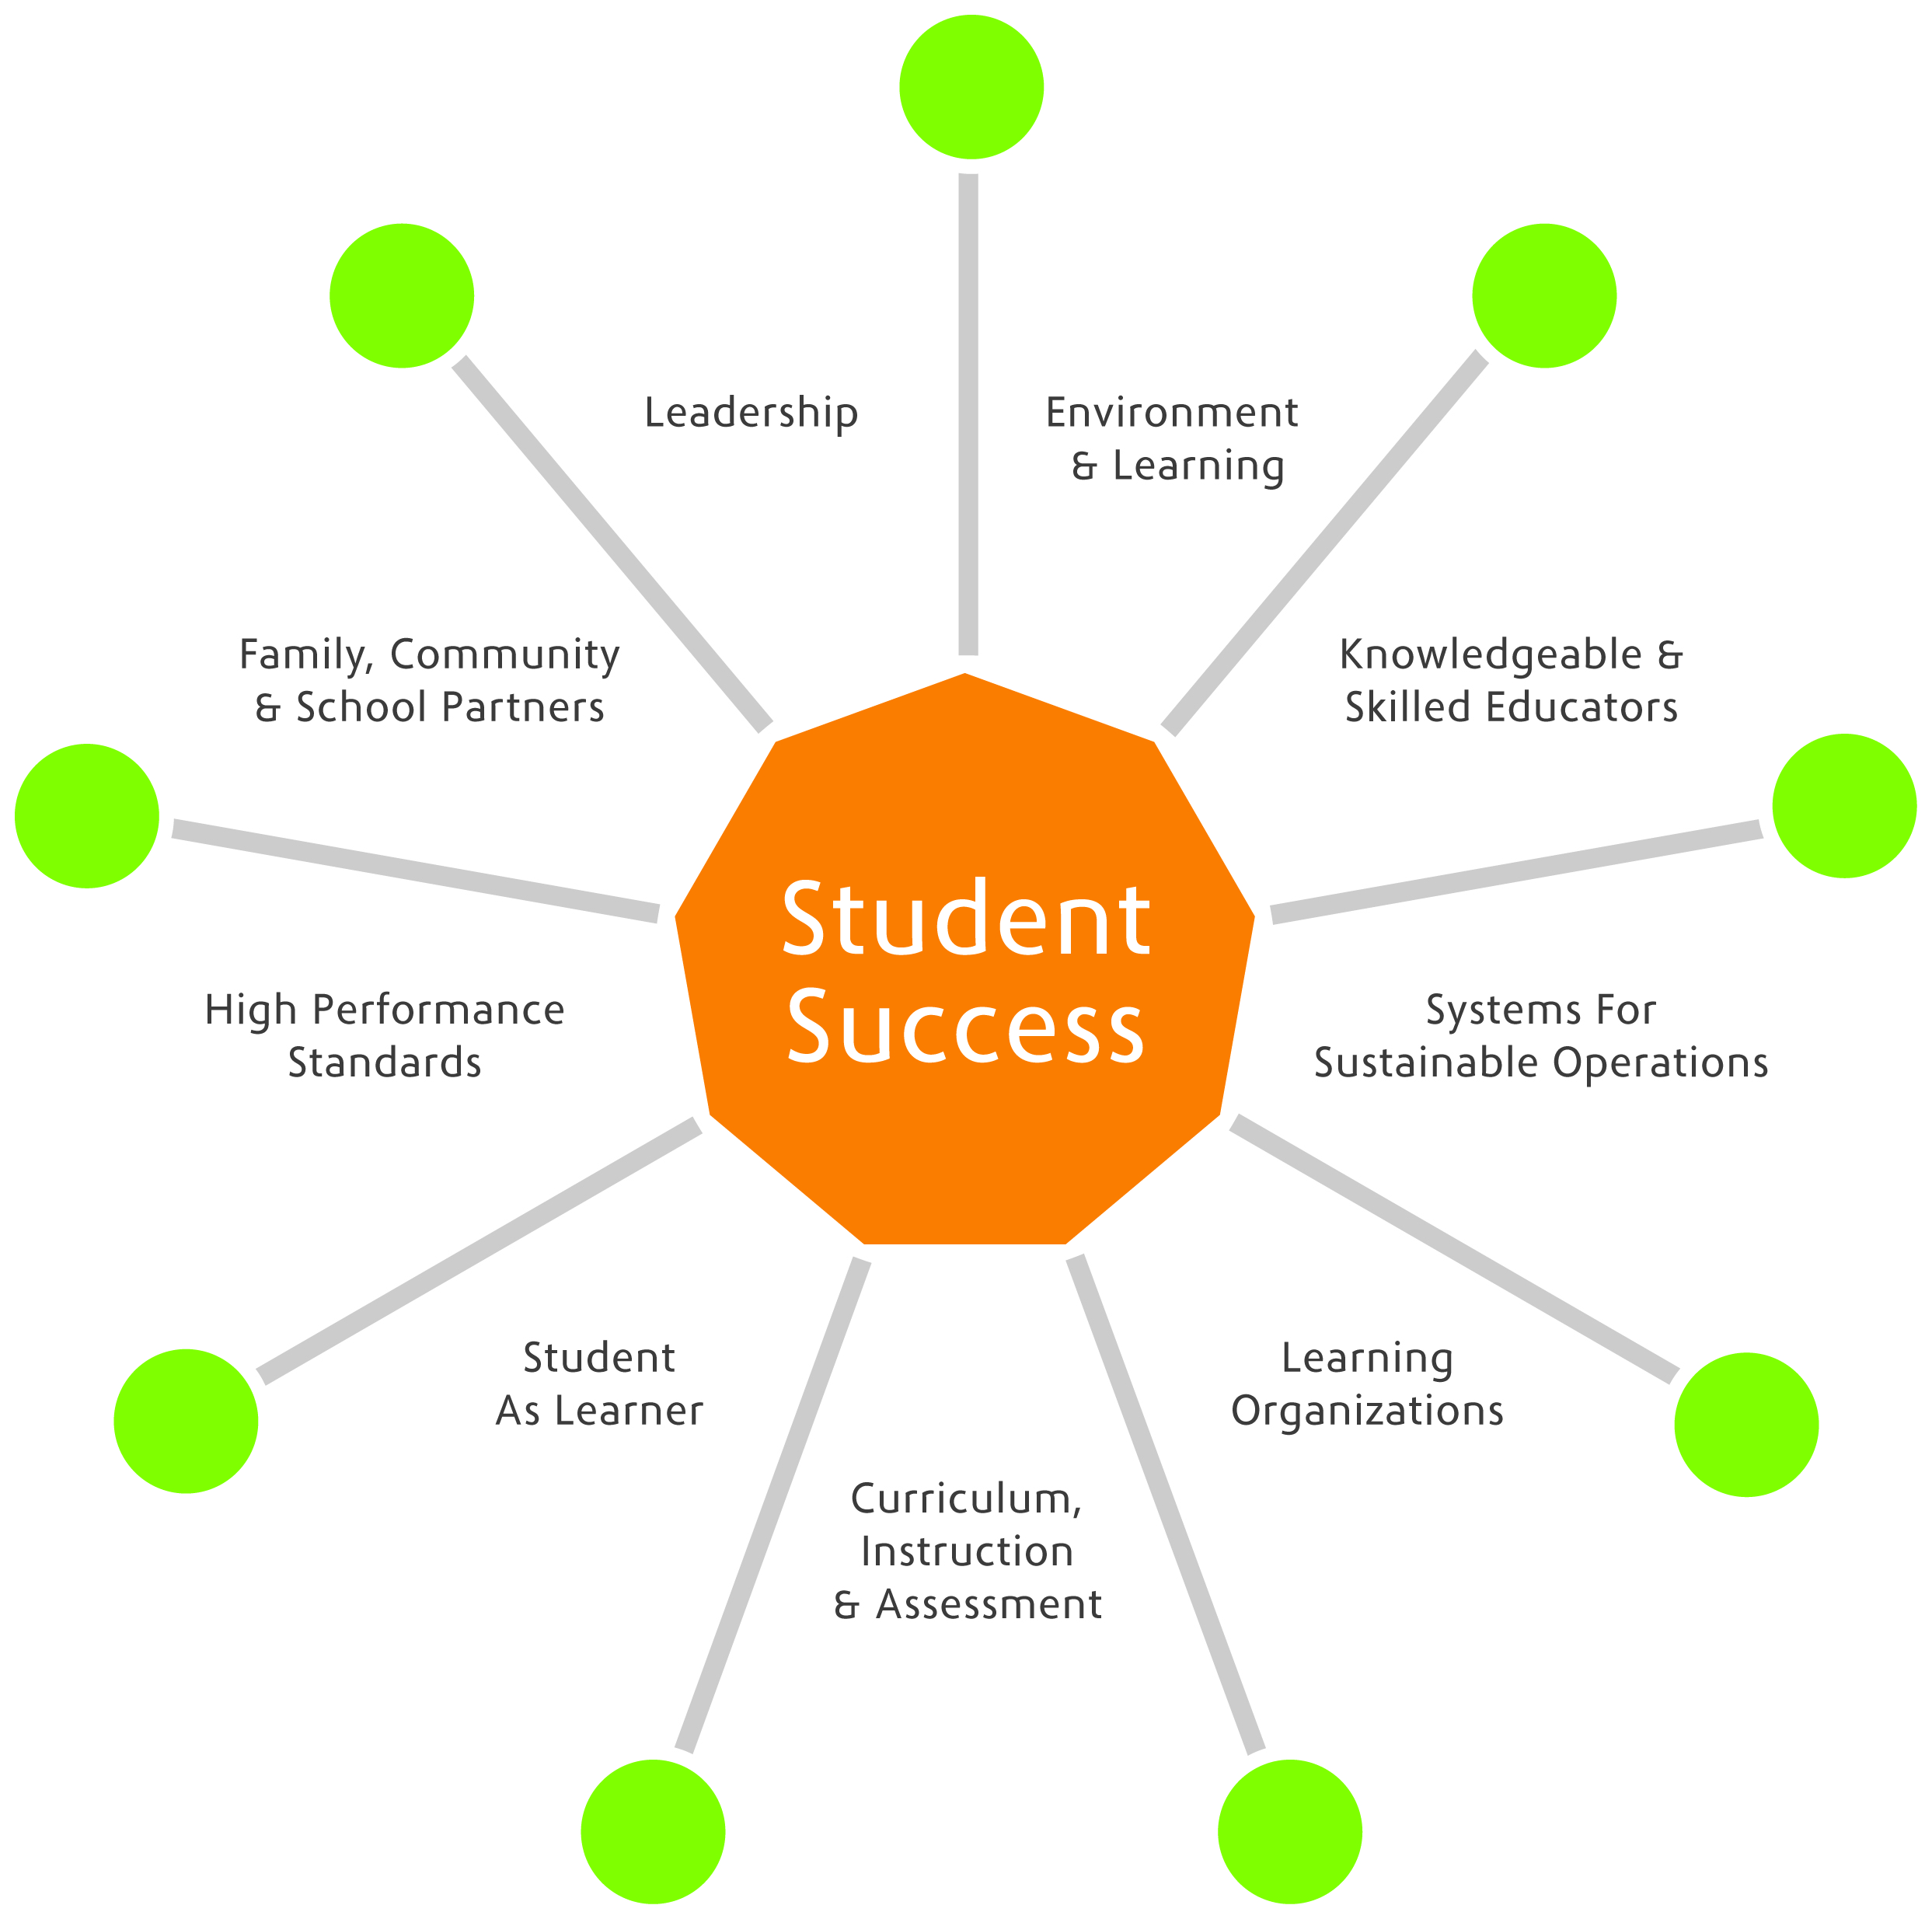 Leadership
Environment
& Learning
Family, Community
& School Partners
Knowledgeable &
Skilled Educators
Student
Success
High Performance
Standards
Systems For
Sustainable Operations
Student
As Learner
Learning
Organizations
Curriculum,
Instruction
& Assessment